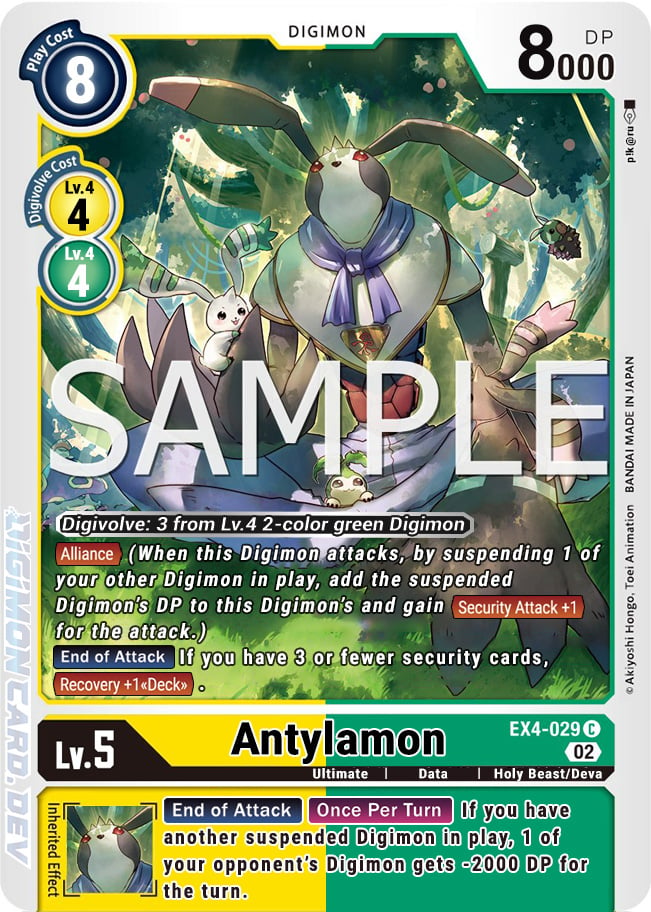 DIGIMON
Play Cost
8
DP
8000
Digivolve Cost
Lv.4
4
Lv.4
4
p!k@ru
SAMPLE
Digivolve: 3 from Lv.4 2-color green Digimon
Alliance (When this Digimon attacks, by suspending 1 of
your other Digimon in play, add the suspended
Digimon's DP to this Digimon's and gain Security Attack +1
for the attack.)
End of Attack If you have 3 or fewer security cards,
Recovery +1«Deck» .
© Akiyoshi Hongo, Toei Animation BANDAI MADE IN JAPAN
DIGIMONCARD.DEV
Lv.5
Antylamon
EX4-029 C
02
Ultimate | Data | Holy Beast/Deva
Inherited Effect
End of Attack Once Per Turn If you have
another suspended Digimon in play, 1 of
your opponent's Digimon gets -2000 DP for
the turn.